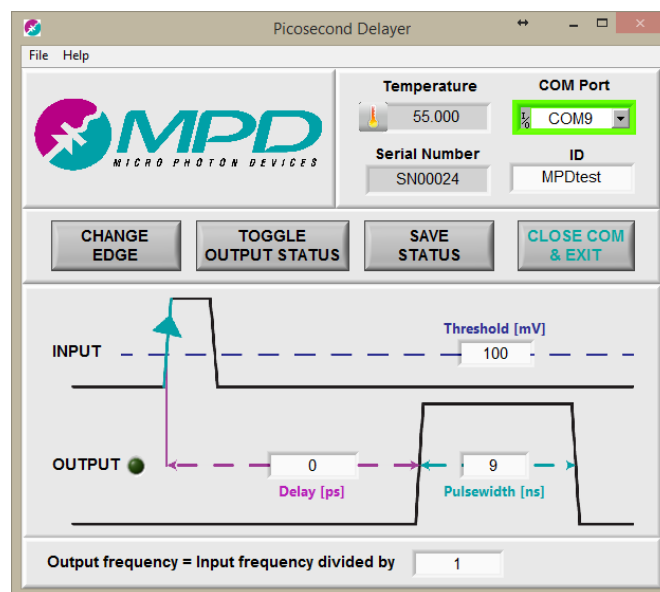 Picosecond Delayer
File Help
MPD
MICRO PHOTON DEVICES
Temperature
55.000
COM Port
I/O COM9
Serial Number
SN00024
ID
MPDtest
CHANGE
EDGE
TOGGLE
OUTPUT STATUS
SAVE
STATUS
CLOSE COM
& EXIT
INPUT
Threshold [mV]
100
OUTPUT
0
Delay [ps]
9
Pulsewidth [ns]
Output frequency = Input frequency divided by 1